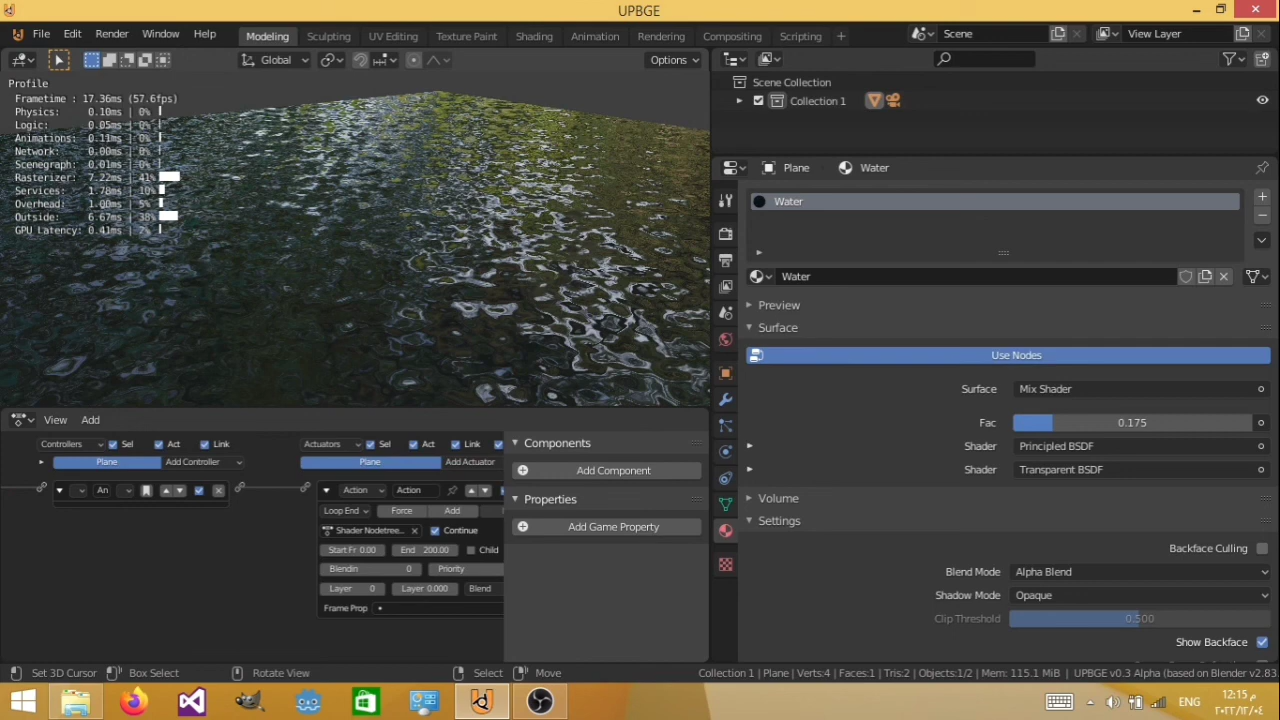 UPBGE
File Edit Render Window Help Modeling Sculpting UV Editing Texture Paint Shading Animation Rendering Compositing Scripting + Scene View Layer
Global Options
Profile
Frametime : 17.36ms (57.6fps)
Physics: 0.10ms | 0%
Logic: 0.05ms | 0%
Animations: 0.11ms | 0%
Network: 0.00ms | 0%
Scenegraph: 0.01ms | 0%
Rasterizer: 7.22ms | 41%
Services: 1.78ms | 10%
Overhead: 1.00ms | 5%
Outside: 6.67ms | 38%
GPU Latency: 0.41ms | 7%
Scene Collection
Collection 1
Plane Water
Water
Water
Preview
Surface
Use Nodes
Surface Mix Shader
Fac 0.175
Shader Principled BSDF
Shader Transparent BSDF
Volume
Settings
Backface Culling
Blend Mode Alpha Blend
Shadow Mode Opaque
Clip Threshold 0.500
Show Backface
View Add
Controllers Sel Act Link Actuators Sel Act Link
Plane Add Controller Plane Add Actuator
An Action Action
Loop End Force Add
Shader Nodetree... Continue
Start Fr 0.00 End 200.00 Child
Blendin 0 Priority
Layer 0 Layer 0.000 Blend
Frame Prop
Components
Add Component
Properties
Add Game Property
Set 3D Cursor Box Select Rotate View Select Move Collection 1 | Plane | Verts:4 | Faces:1 | Tris:2 | Objects:1/2 | Mem: 115.1 MiB | UPBGE v0.3 Alpha (based on Blender v2.83
ENG م 12:15
٢٠٢٢/١٢/٠٤